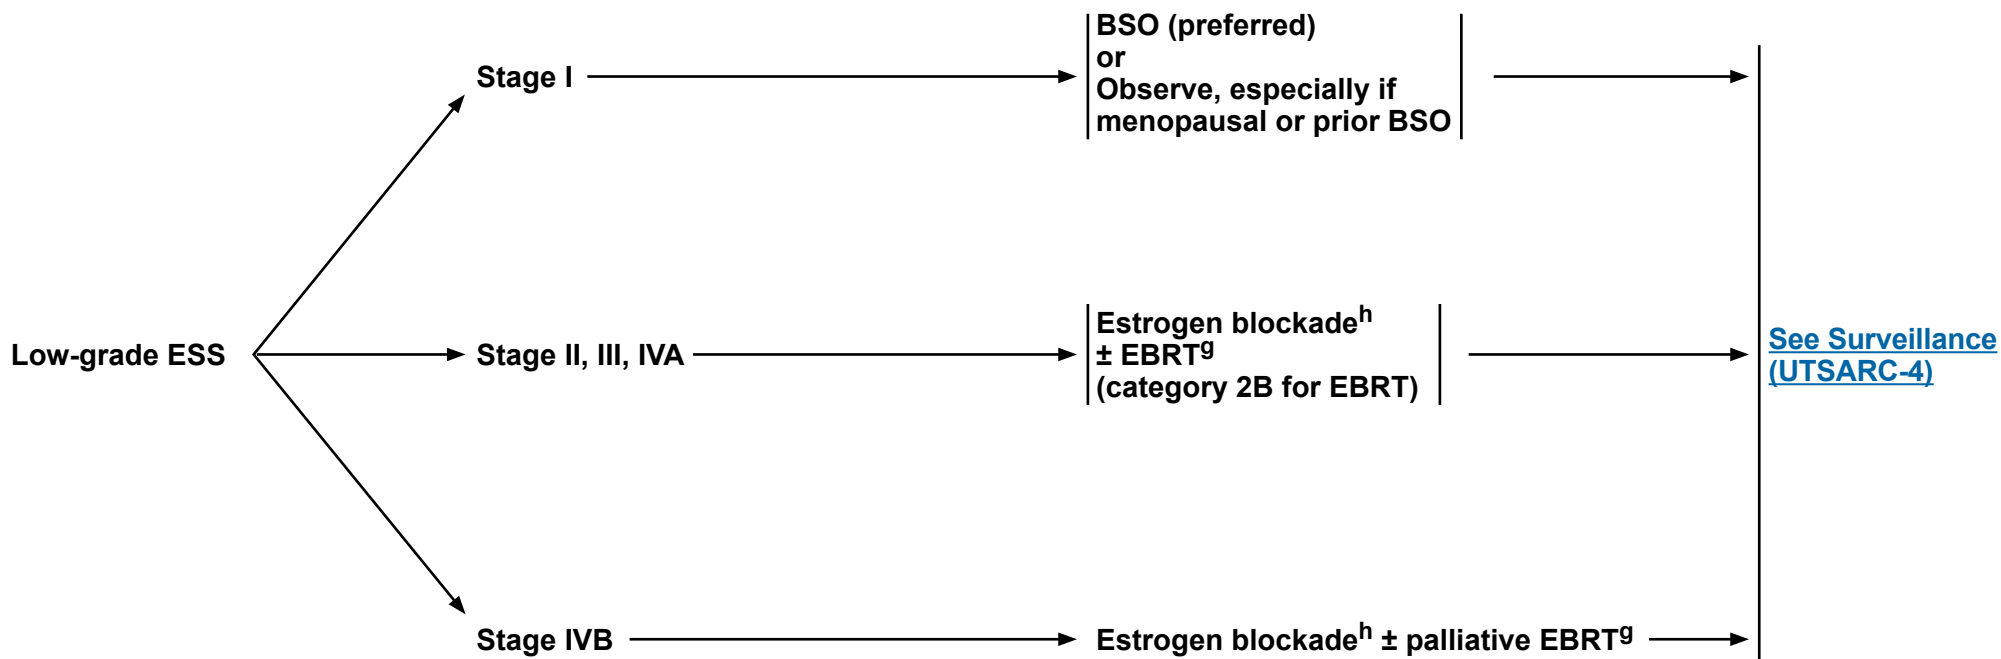 Low-grade ESS
Stage I
BSO (preferred)
or
Observe, especially if
menopausal or prior BSO
Stage II, III, IVA
Estrogen blockadeʰ
± EBRTᵍ
(category 2B for EBRT)
Stage IVB
Estrogen blockadeʰ ± palliative EBRTᵍ
See Surveillance
(UTSARC-4)